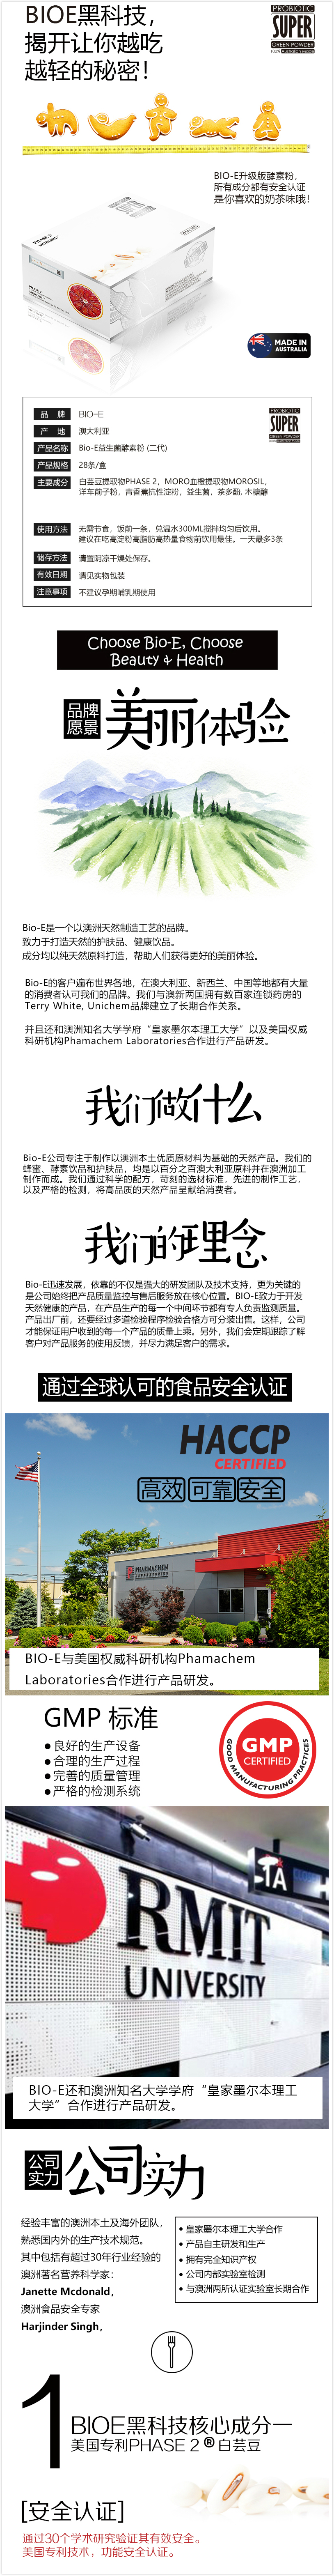 BIOE黑科技，
揭开让你越吃
越轻的秘密！
PROBIOTIC
SUPER
GREEN POWDER
BIO-E升级版酵素粉，
所有成分都有安全认证
是你喜欢的奶茶味哦！
MADE IN
AUSTRALIA
品 牌 BIO-E
产 地 澳大利亚
产品名称 Bio-E益生菌酵素粉 (二代)
产品规格 28条/盒
主要成分 白芸豆提取物PHASE 2，MORO血橙提取物MOROSIL,
洋车前子粉，青香蕉抗性淀粉，益生菌，茶多酚, 木糖醇
PROBIOTIC
SUPER
GREEN POWDER
使用方法 无需节食，饭前一条，兑温水300ML搅拌均匀后饮用。
建议在吃高淀粉高脂肪高热量食物前饮用最佳。一天最多3条
储存方法 请置阴凉干燥处保存。
有效日期 请见实物包装
注意事项 不建议孕期哺乳期使用
Choose Bio-E, Choose
Beauty & Health
品牌
愿景
美丽体验
Bio-E是一个以澳洲天然制造工艺的品牌。
致力于打造天然的护肤品、健康饮品。
成分均以纯天然原料打造，帮助人们获得更好的美丽体验。
Bio-E的客户遍布世界各地，在澳大利亚、新西兰、中国等地都有大量
的消费者认可我们的品牌。我们与澳新两国拥有数百家连锁药房的
Terry White, Unichem品牌建立了长期合作关系。
并且还和澳洲知名大学学府“皇家墨尔本理工大学”以及美国权威
科研机构Phamachem Laboratories合作进行产品研发。
我们做什么
Bio-E公司专注于制作以澳洲本土优质原材料为基础的天然产品。我们的
蜂蜜、酵素饮品和护肤品，均是以百分之百澳大利亚原料并在澳洲加工
制作而成。我们通过科学的配方，苛刻的选材标准，先进的制作工艺，
以及严格的检测，将高品质的天然产品呈献给消费者。
我们的理念
Bio-E迅速发展，依靠的不仅是强大的研发团队及技术支持，更为关键的
是公司始终把产品质量监控与售后服务放在核心位置。BIO-E致力于开发
天然健康的产品，在产品生产的每一个中间环节都有专人负责监测质量。
产品出厂前，还要经过多道检验程序检验合格方可分装出售。这样，公司
才能保证用户收到的每一个产品的质量上乘。另外，我们会定期跟踪了解
客户对产品服务的使用反馈，并尽力满足客户的需求。
通过全球认可的食品安全认证
HACCP
CERTIFIED
高效 可靠 安全
PHARMACHEM
LABORATORIES
BIO-E与美国权威科研机构Phamachem
Laboratories合作进行产品研发。
GMP 标准
●良好的生产设备
●合理的生产过程
●完善的质量管理
●严格的检测系统
GMP
CERTIFIED
GOOD MANUFACTURING PRACTICES
RMIT
UNIVERSITY
BIO-E还和澳洲知名大学学府“皇家墨尔本理工
大学”合作进行产品研发。
公司
实力
公司实力
经验丰富的澳洲本土及海外团队，
熟悉国内外的生产技术规范。
其中包括有超过30年行业经验的
澳洲著名营养科学家：
Janette Mcdonald，
澳洲食品安全专家
Harjinder Singh，
• 皇家墨尔本理工大学合作
• 产品自主研发和生产
• 拥有完全知识产权
• 公司内部实验室检测
• 与澳洲两所认证实验室长期合作
1
BIOE黑科技核心成分一
美国专利PHASE 2 ® 白芸豆
[安全认证]
通过30个学术研究验证其有效安全。
美国专利技术，功能安全认证。